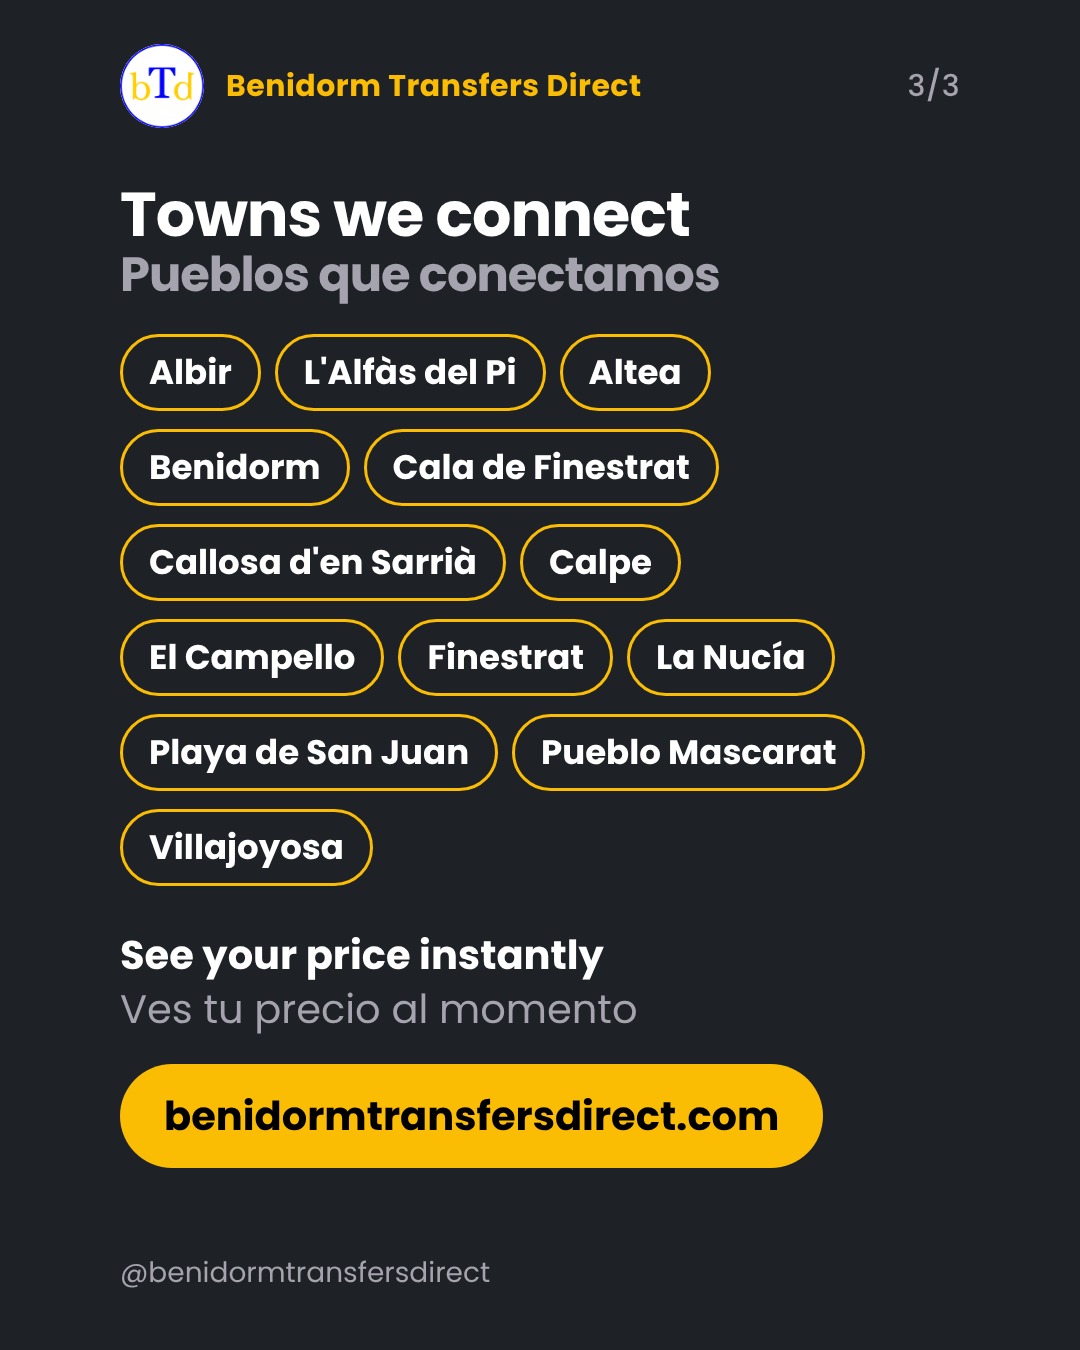 bTd Benidorm Transfers Direct 3/3
Towns we connect
Pueblos que conectamos
Albir L'Alfàs del Pi Altea
Benidorm Cala de Finestrat
Callosa d'en Sarrià Calpe
El Campello Finestrat La Nucía
Playa de San Juan Pueblo Mascarat
Villajoyosa
See your price instantly
Ves tu precio al momento
benidormtransfersdirect.com
@benidormtransfersdirect